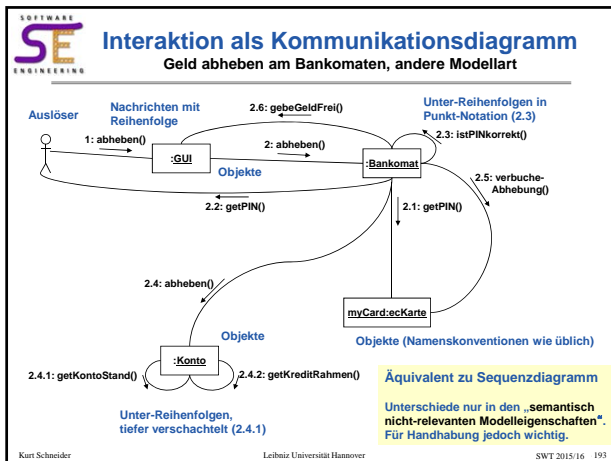 SOFTWARE
SE
ENGINEERING
Interaktion als Kommunikationsdiagramm
Geld abheben am Bankomaten, andere Modellart
Auslöser
Nachrichten mit
Reihenfolge
2.6: gebeGeldFrei()
Unter-Reihenfolgen in
Punkt-Notation (2.3)
1: abheben()
:GUI
2: abheben()
2.3: istPINkorrekt()
:Bankomat
Objekte
2.5: verbuche-
Abhebung()
2.2: getPIN()
2.1: getPIN()
2.4: abheben()
myCard:ecKarte
Objekte
Objekte (Namenskonventionen wie üblich)
:Konto
2.4.1: getKontoStand()
2.4.2: getKreditRahmen()
Äquivalent zu Sequenzdiagramm
Unterschiede nur in den „semantisch
nicht-relevanten Modelleigenschaften“.
Für Handhabung jedoch wichtig.
Unter-Reihenfolgen,
tiefer verschachtelt (2.4.1)
Kurt Schneider
Leibniz Universität Hannover
SWT 2015/16 193